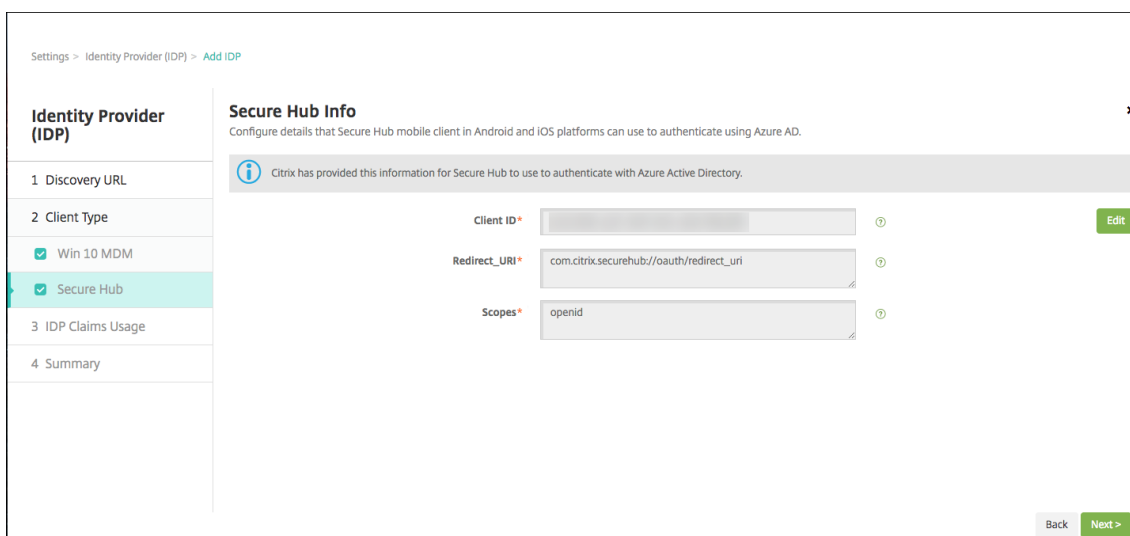 Settings > Identity Provider (IDP) > Add IDP
Identity Provider
(IDP)
1 Discovery URL
2 Client Type
Win 10 MDM
Secure Hub
3 IDP Claims Usage
4 Summary
Secure Hub Info
Configure details that Secure Hub mobile client in Android and iOS platforms can use to authenticate using Azure AD.
Citrix has provided this information for Secure Hub to use to authenticate with Azure Active Directory.
Client ID*
Edit
Redirect_URI* com.citrix.securehub://oauth/redirect_uri
Scopes* openid
Back Next >